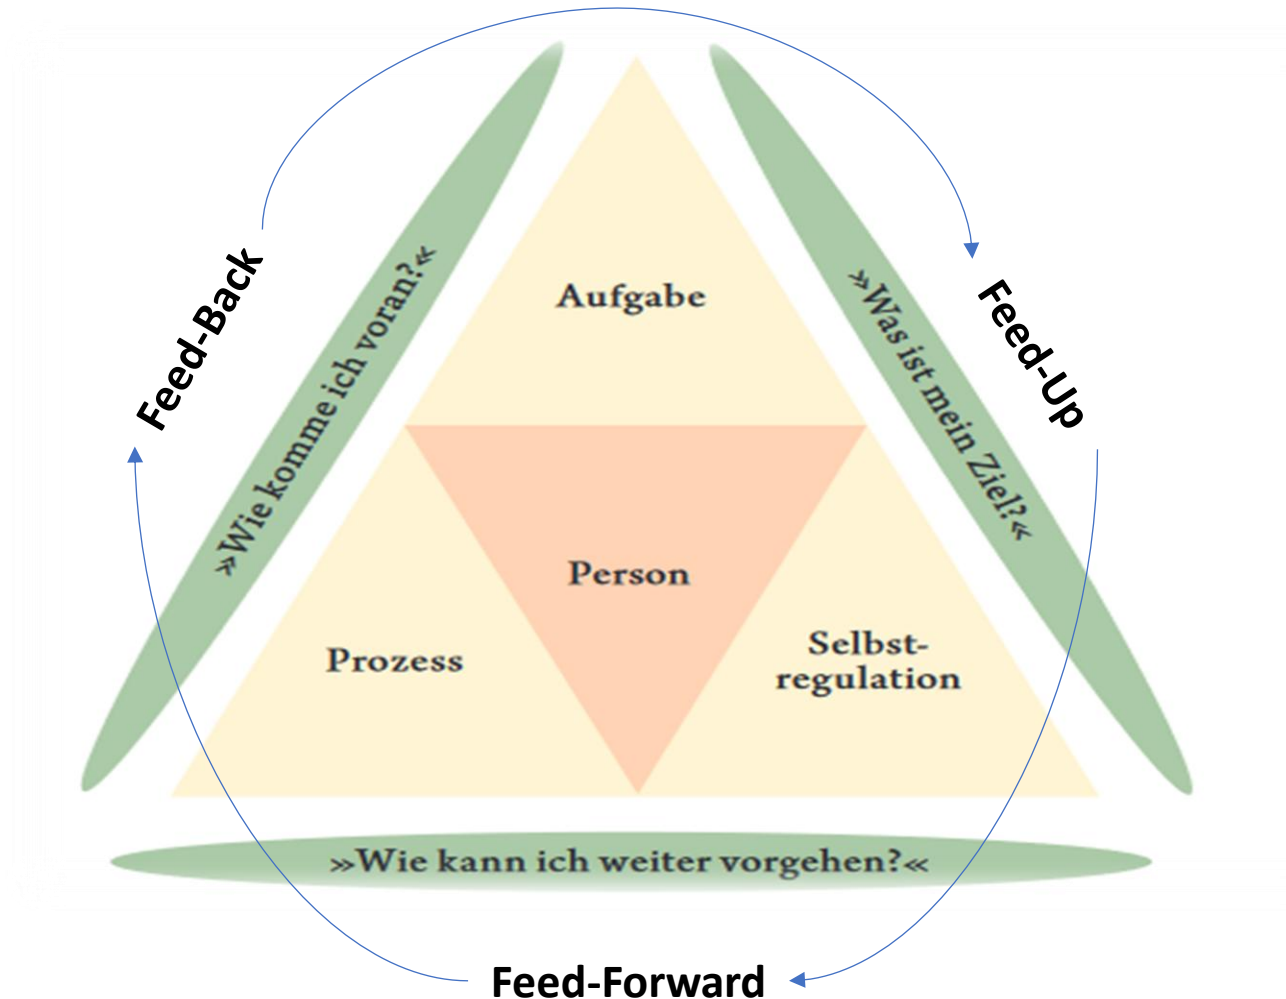 Feed-Back
»Wie komme ich voran?«
Feed-Up
»Was ist mein Ziel?«
Aufgabe
Person
Prozess
Selbst-
regulation
»Wie kann ich weiter vorgehen?«
Feed-Forward